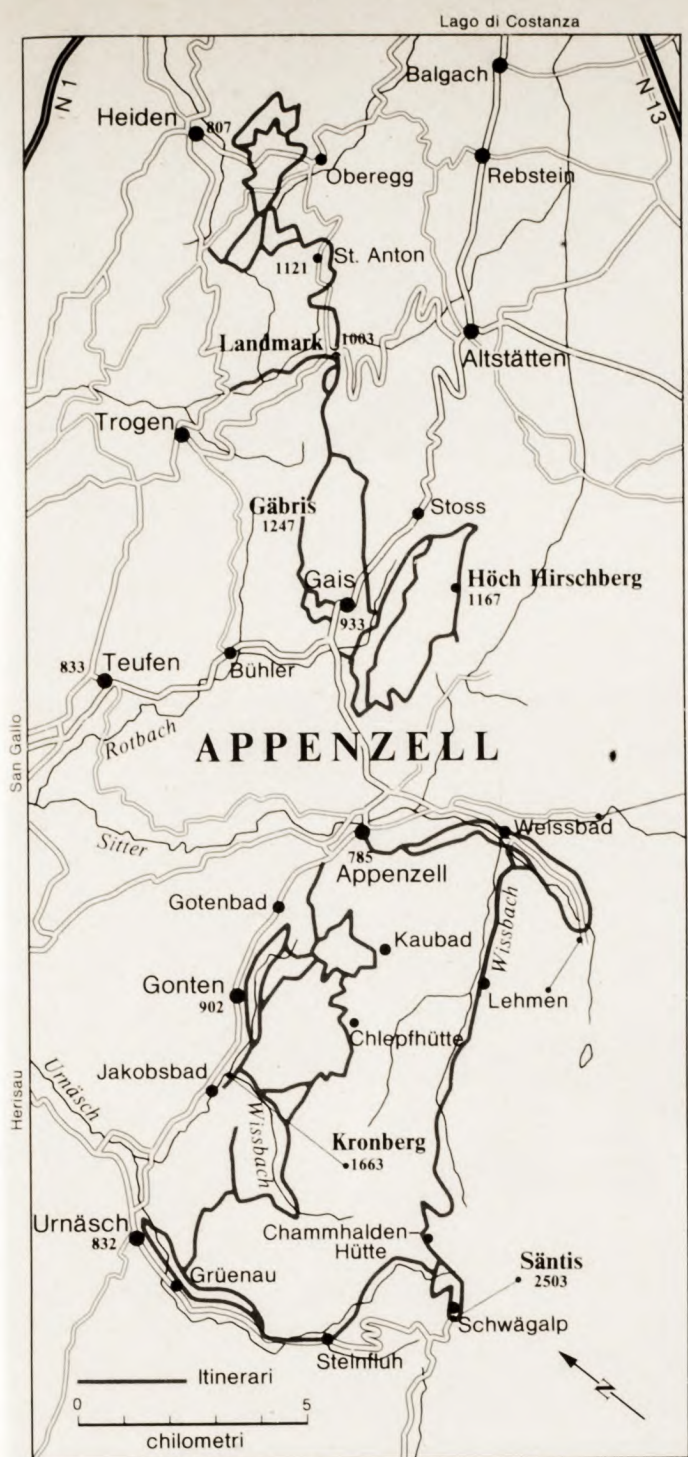 Lago di Costanza
N 1
N 13
Balgach
Heiden
807
Oberegg
Rebstein
1121
St. Anton
Landmark
1003
Altstätten
Trogen
Gäbris
1247
Stoss
Gais
933
Höch Hirschberg
1167
833
Teufen
Bühler
San Gallo
Rotbach
APPENZELL
Sitter
785
Appenzell
Weissbad
Gotenbad
Kaubad
Wissbach
Gonten
902
Lehmen
Chlepfhütte
Urnäsch
Jakobsbad
Herisau
Wissbach
Kronberg
1663
Urnäsch
832
Chammhalden-
Hütte
Säntis
2503
Grüenau
Schwägalp
Steinfluh
Itinerari
0
5
chilometri
N